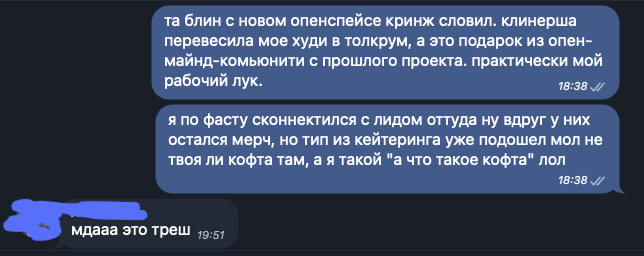 та блин с новом опенспейсе кринж словил. клинерша
перевесила мое худи в толкрум, а это подарок из опен-
майнд-комьюнити с прошлого проекта. практически мой
рабочий лук.
18:38
я по фасту сконнектился с лидом оттуда ну вдруг у них
остался мерч, но тип из кейтеринга уже подошел мол не
твоя ли кофта там, а я такой "а что такое кофта" лол
18:38
мдааа это треш 19:51